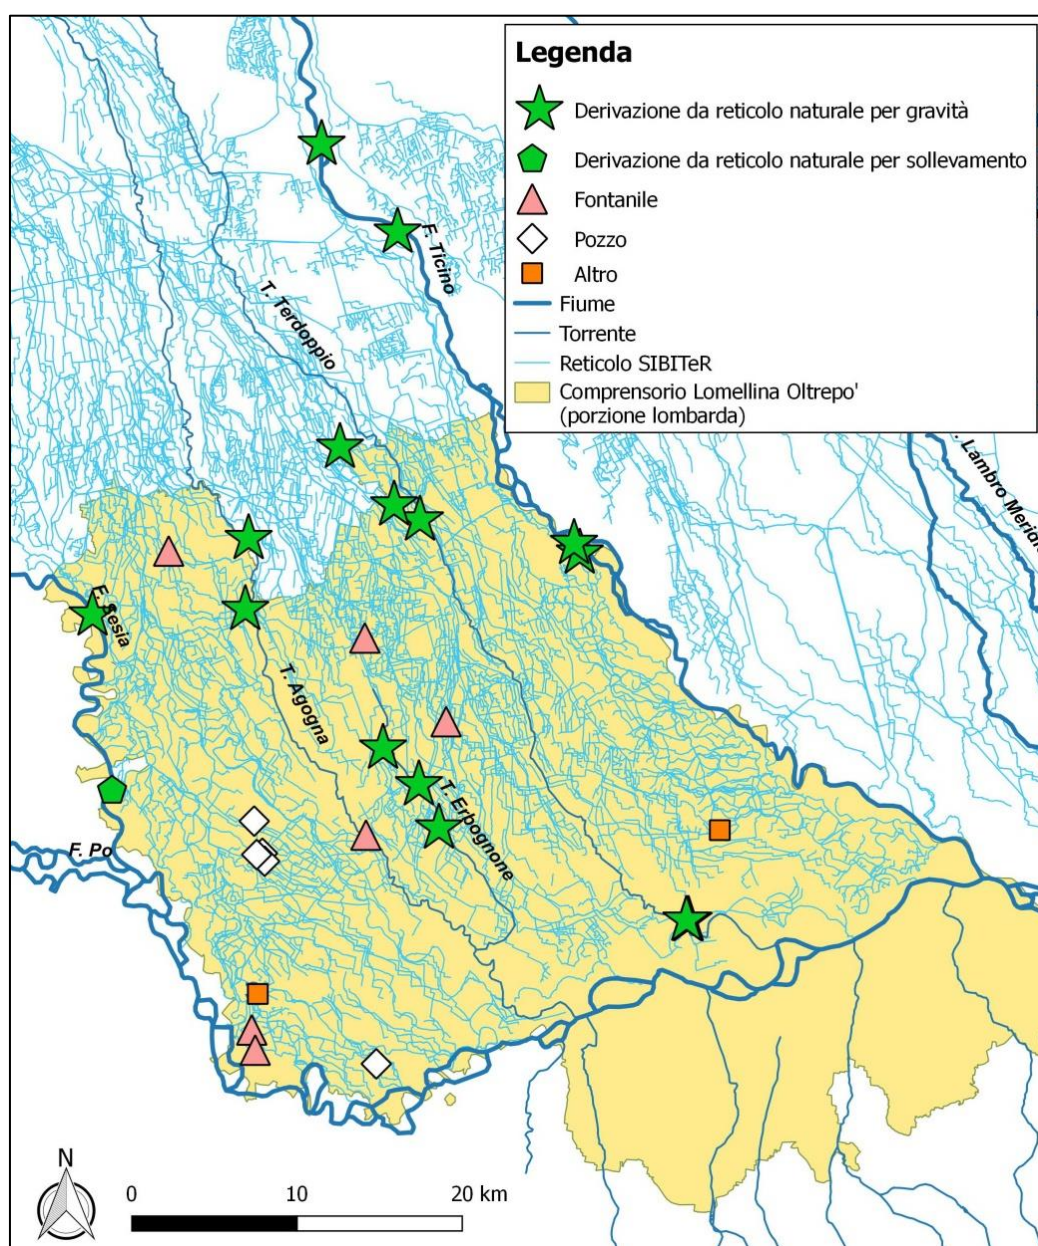 Legenda
Derivazione da reticolo naturale per gravità
Derivazione da reticolo naturale per sollevamento
Fontanile
Pozzo
Altro
Fiume
Torrente
Reticolo SIBITeR
Comprensorio Lomellina Oltrepo'
(porzione lombarda)
F. Ticino
T. Terdoppio
Lambro
F. Sesia
T. Agogna
T. Erbognone
F. Po
N
0 10 20 km